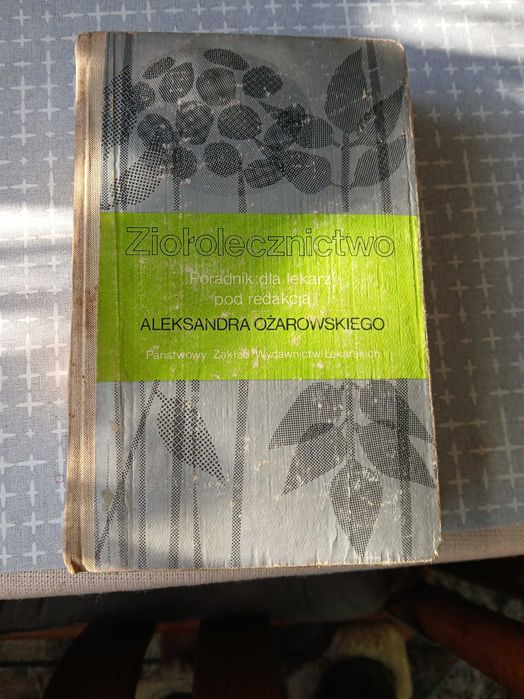 Ziołolecznictwo
Poradnik dla lekarzy
pod redakcją
ALEKSANDRA OŻAROWSKIEGO
Państwowy Zakład Wydawnictw Lekarskich